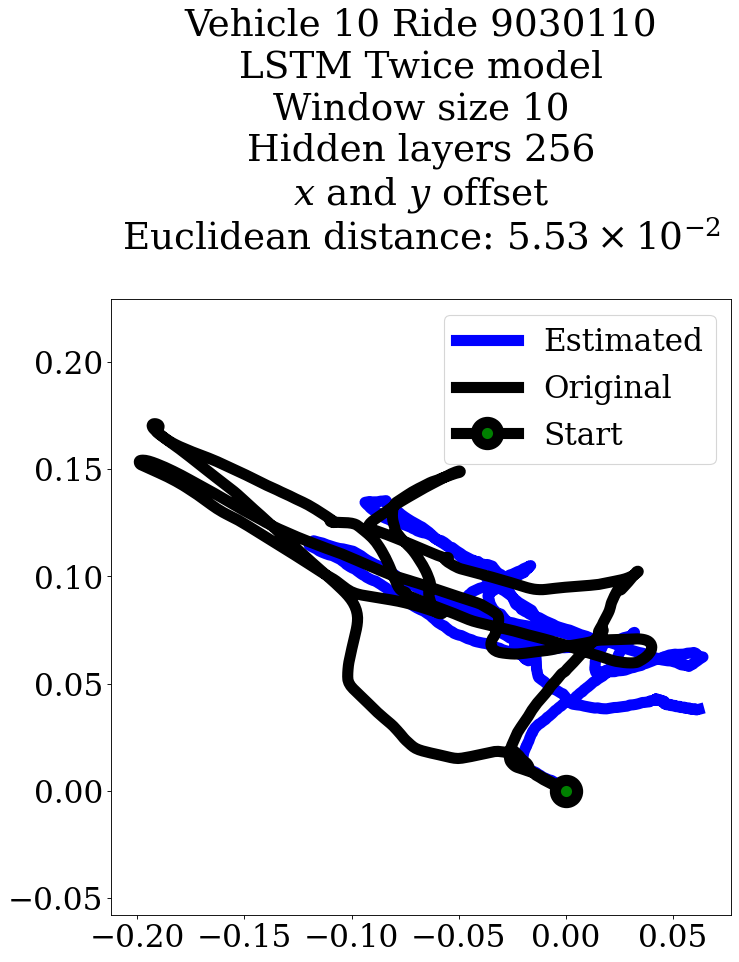 Vehicle 10 Ride 9030110
LSTM Twice model
Window size 10
Hidden layers 256
x and y offset
Euclidean distance: 5.53 × 10⁻²
Estimated
Original
Start
0.20
0.15
0.10
0.05
0.00
−0.05
−0.20 −0.15 −0.10 −0.05 0.00 0.05